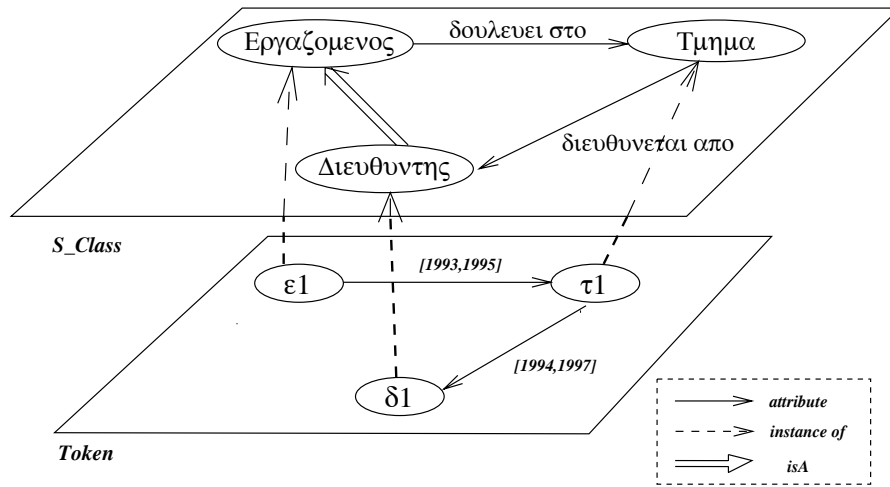 Εργαζομενος
δουλευει στο
Τμημα
διευθυνεται απο
Διευθυντης
S_Class
[1993,1995]
ε1
τ1
[1994,1997]
δ1
attribute
instance of
isA
Token